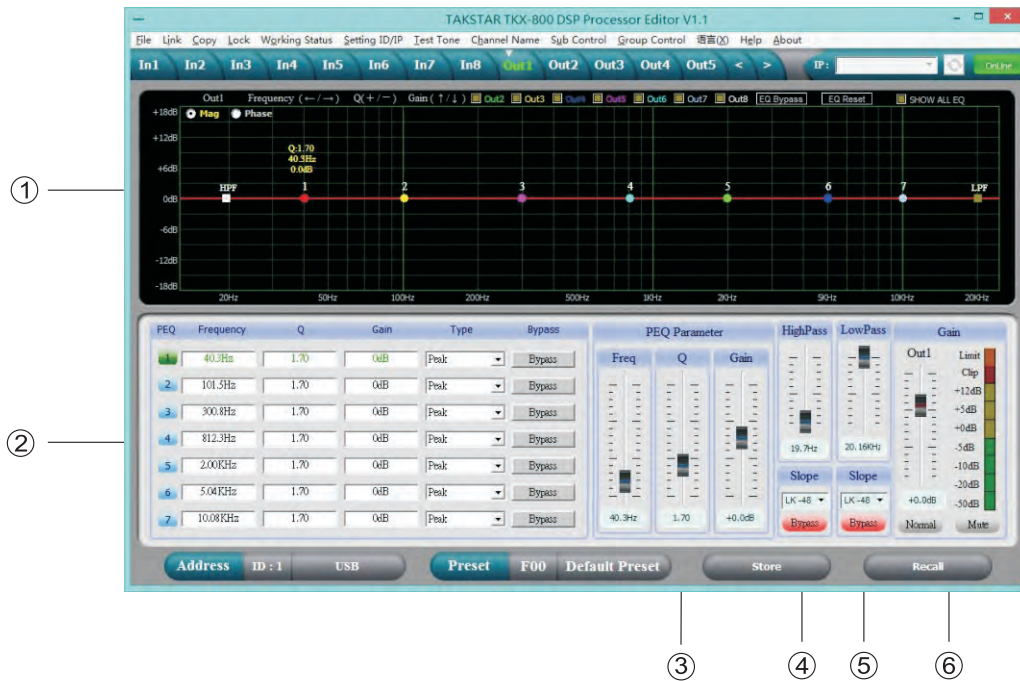 TAKSTAR TKX-800 DSP Processor Editor V1.1
File Link Copy Lock Working Status Setting ID/IP Test Tone Channel Name Sub Control Group Control 语言(X) Help About
In1 In2 In3 In4 In5 In6 In7 In8 Out1 Out2 Out3 Out4 Out5 < > IP: OnLine
Out1 Frequency (←/→) Q(+/−) Gain(↑/↓) Out2 Out3 Out4 Out5 Out6 Out7 Out8 EQ Bypass EQ Reset SHOW ALL EQ
+18dB Mag Phase
+12dB
Q:1.70
40.3Hz
0.0dB
+6dB
HPF 1 2 3 4 5 6 7 LPF
0dB
-6dB
-12dB
-18dB
20Hz 50Hz 100Hz 200Hz 500Hz 1KHz 2KHz 5KHz 10KHz 20KHz
①
PEQ Frequency Q Gain Type Bypass
1 40.3Hz 1.70 0dB Peak Bypass
2 101.5Hz 1.70 0dB Peak Bypass
3 300.8Hz 1.70 0dB Peak Bypass
4 812.3Hz 1.70 0dB Peak Bypass
5 2.00KHz 1.70 0dB Peak Bypass
6 5.04KHz 1.70 0dB Peak Bypass
7 10.08KHz 1.70 0dB Peak Bypass
②
PEQ Parameter
Freq Q Gain
40.3Hz 1.70 +0.0dB
HighPass
19.7Hz
Slope
LK-48
Bypass
LowPass
20.16KHz
Slope
LK-48
Bypass
Gain
Out1
+0.0dB
Normal
Limit
Clip
+12dB
+5dB
+0dB
-5dB
-10dB
-20dB
-50dB
Mute
Address ID : 1 USB Preset F00 Default Preset Store Recall
③ ④ ⑤ ⑥